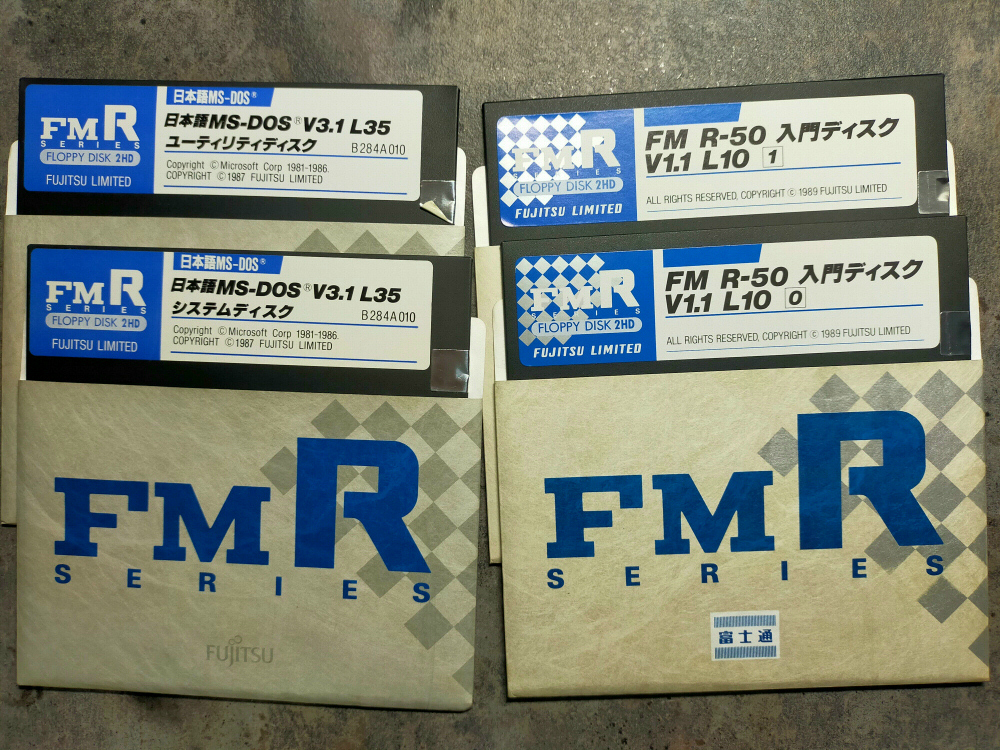 日本語MS-DOS®
FMR
SERIES
FLOPPY DISK 2HD
FUJITSU LIMITED
日本語MS-DOS®V3.1 L35
ユーティリティディスク
B284A010
Copyright ©Microsoft Corp 1981-1986.
COPYRIGHT ©1987 FUJITSU LIMITED
FMR
SERIES
FLOPPY DISK 2HD
FUJITSU LIMITED
FM R-50 入門ディスク
V1.1 L10 1
ALL RIGHTS RESERVED, COPYRIGHT © 1989 FUJITSU LIMITED
日本語MS-DOS®
FMR
SERIES
FLOPPY DISK 2HD
FUJITSU LIMITED
日本語MS-DOS®V3.1 L35
システムディスク
B284A010
Copyright ©Microsoft Corp 1981-1986.
COPYRIGHT ©1987 FUJITSU LIMITED
FMR
SERIES
FLOPPY DISK 2HD
FUJITSU LIMITED
FM R-50 入門ディスク
V1.1 L10 0
ALL RIGHTS RESERVED, COPYRIGHT © 1989 FUJITSU LIMITED
FMR
SERIES
FUJITSU
FMR
SERIES
富士通